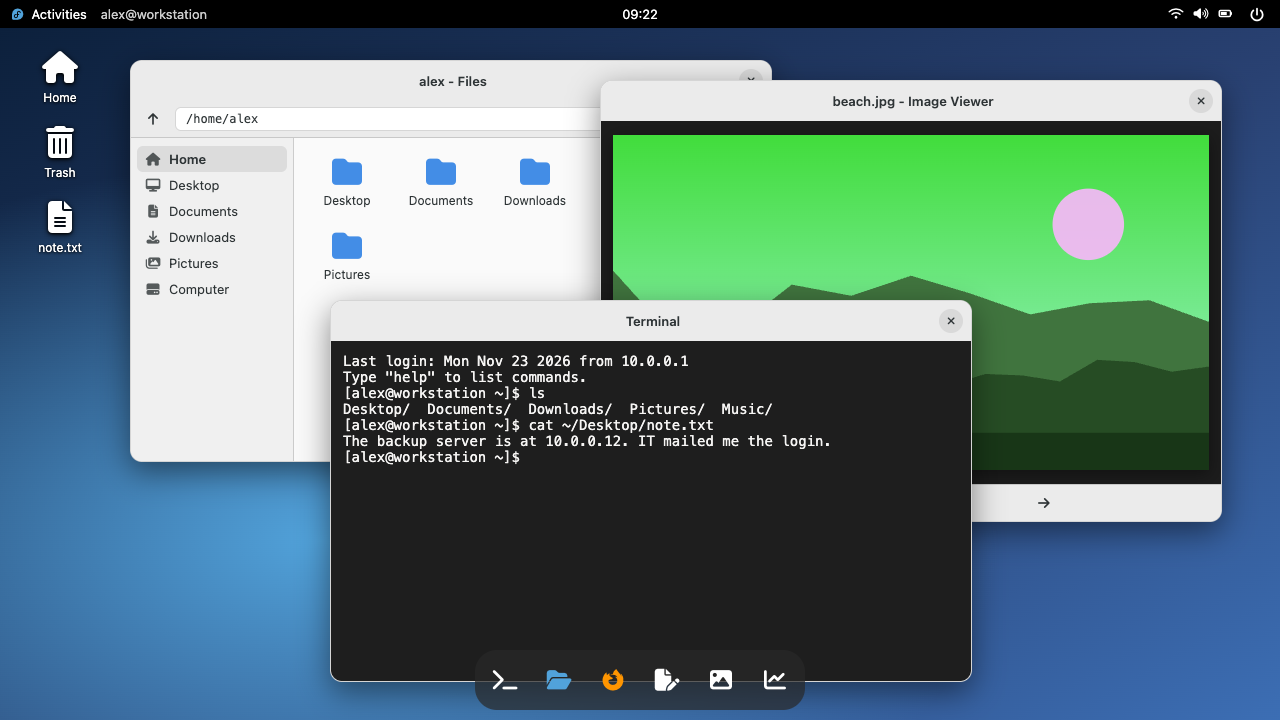 Activities alex@workstation 09:22
Home
Trash
note.txt
alex - Files
/home/alex
Home
Desktop
Documents
Downloads
Pictures
Computer
Desktop Documents Downloads
Pictures
beach.jpg - Image Viewer
Terminal
Last login: Mon Nov 23 2026 from 10.0.0.1
Type "help" to list commands.
[alex@workstation ~]$ ls
Desktop/ Documents/ Downloads/ Pictures/ Music/
[alex@workstation ~]$ cat ~/Desktop/note.txt
The backup server is at 10.0.0.12. IT mailed me the login.
[alex@workstation ~]$